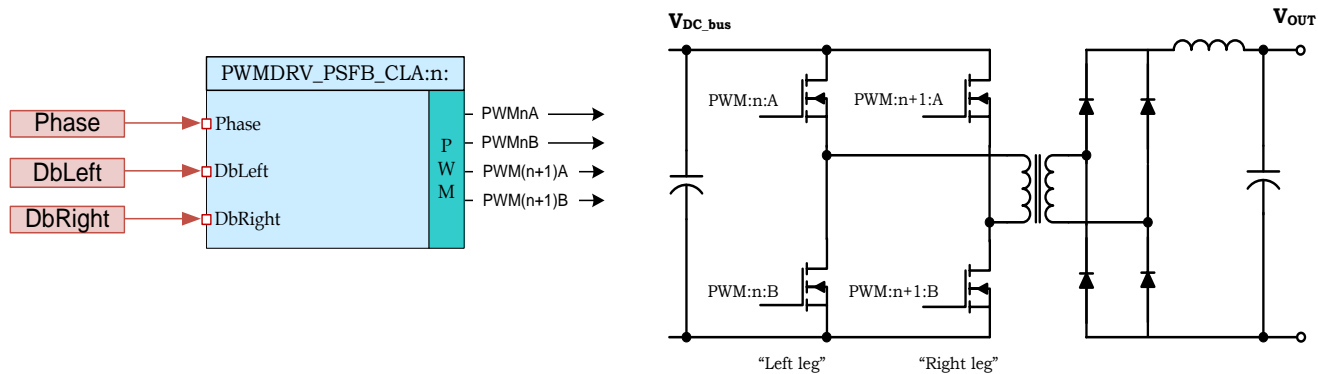 PWMDRV_PSFB_CLA:n:
Phase
DbLeft
DbRight
Phase
DbLeft
DbRight
P
W
M
PWMnA
PWMnB
PWM(n+1)A
PWM(n+1)B
VDC_bus
VOUT
PWM:n:A
PWM:n+1:A
PWM:n:B
PWM:n+1:B
“Left leg”
“Right leg”